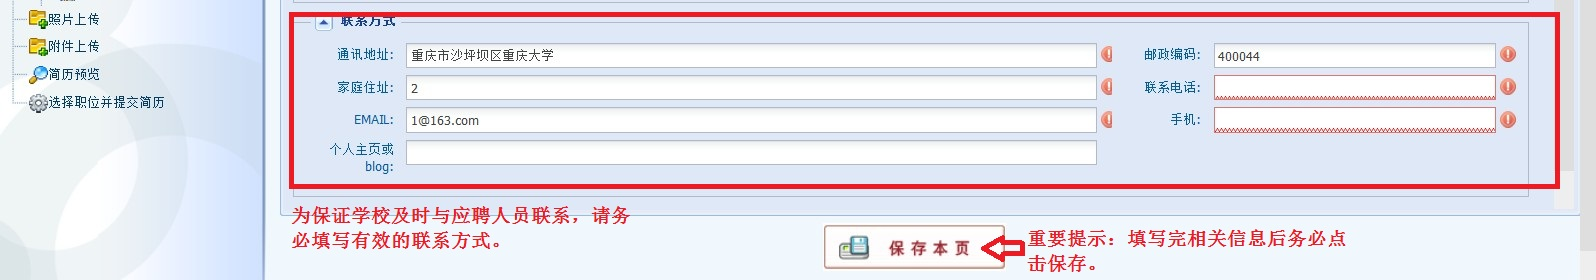 照片上传
附件上传
简历预览
选择职位并提交简历
联系方式
通讯地址: 重庆市沙坪坝区重庆大学 邮政编码: 400044
家庭住址: 2 联系电话:
EMAIL: 1@163.com 手机:
个人主页或
blog:
为保证学校及时与应聘人员联系，请务
必填写有效的联系方式。
保存本页
重要提示：填写完相关信息后务必点
击保存。